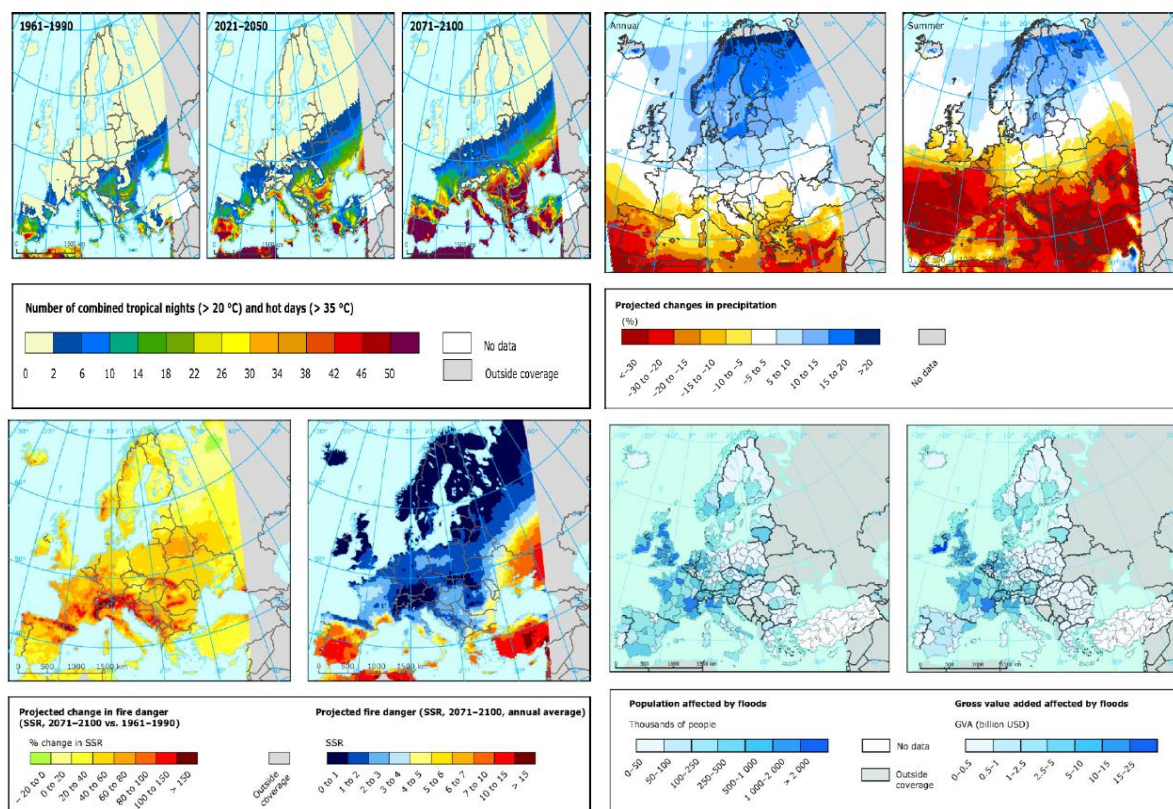 1961–1990
2021–2050
2071–2100
1500 km
Number of combined tropical nights (> 20 °C) and hot days (> 35 °C)
0 2 6 10 14 18 22 26 30 34 38 42 46 50
No data
Outside coverage
Annual
Summer
Projected changes in precipitation
(%)
<-30
-30 to -20
-20 to -15
-15 to -10
-10 to -5
-5 to 5
5 to 10
10 to 15
15 to 20
>20
No data
0 500 1000 1500 km
Projected change in fire danger
(SSR, 2071–2100 vs. 1961–1990)
% change in SSR
– 20 to 0
0 to 20
20 to 40
40 to 60
60 to 80
80 to 100
100 to 150
> 150
Outside
coverage
0 500 1000 1500 km
Projected fire danger (SSR, 2071–2100, annual average)
SSR
0 to 1
1 to 2
2 to 3
3 to 4
4 to 5
5 to 6
6 to 7
7 to 10
10 to 15
> 15
Population affected by floods
Thousands of people
0–50
50–100
100–250
250–500
500–1 000
1 000–2 000
> 2 000
No data
Outside
coverage
Gross value added affected by floods
GVA (billion USD)
0–0.5
0.5–1
1–2.5
2.5–5
5–10
10–15
15–25